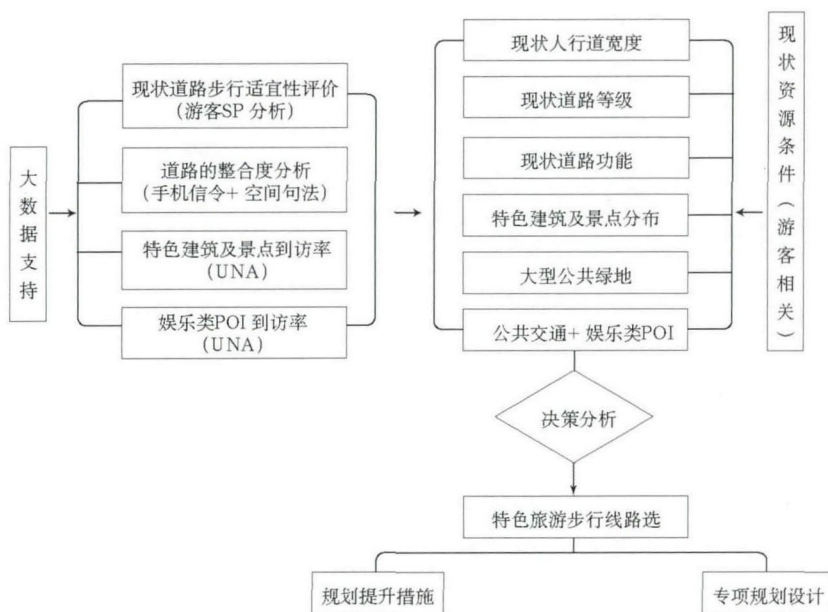 大数据支持
现状道路步行适宜性评价
(游客SP 分析)
道路的整合度分析
(手机信令+ 空间句法)
特色建筑及景点到访率
(UNA)
娱乐类POI 到访率
(UNA)
现状人行道宽度
现状道路等级
现状道路功能
特色建筑及景点分布
大型公共绿地
公共交通+ 娱乐类POI
现状资源条件(游客相关)
决策分析
特色旅游步行线路选
规划提升措施
专项规划设计